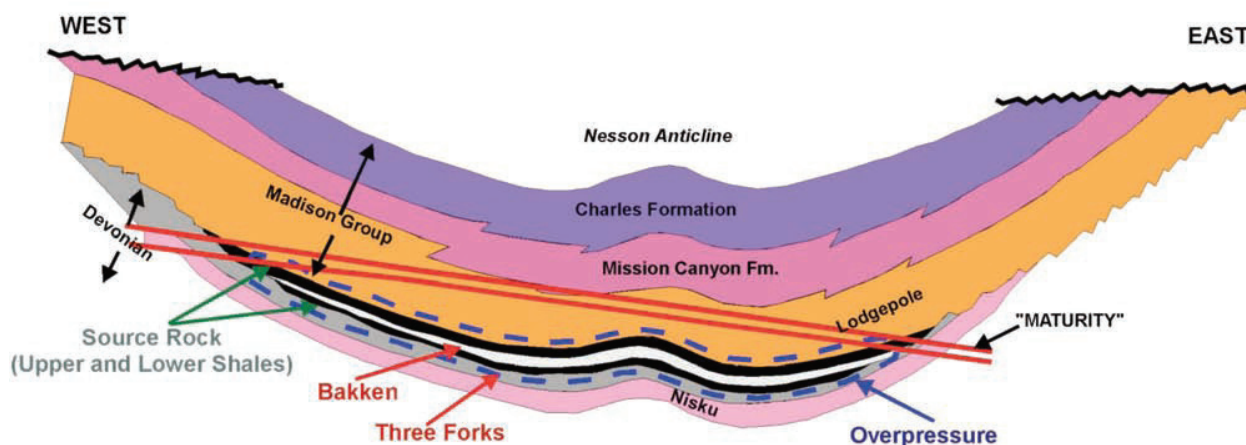 WEST
EAST
Nesson Anticline
Madison Group
Charles Formation
Devonian
Mission Canyon Fm.
Lodgepole
"MATURITY"
Source Rock
(Upper and Lower Shales)
Bakken
Nisku
Three Forks
Overpressure